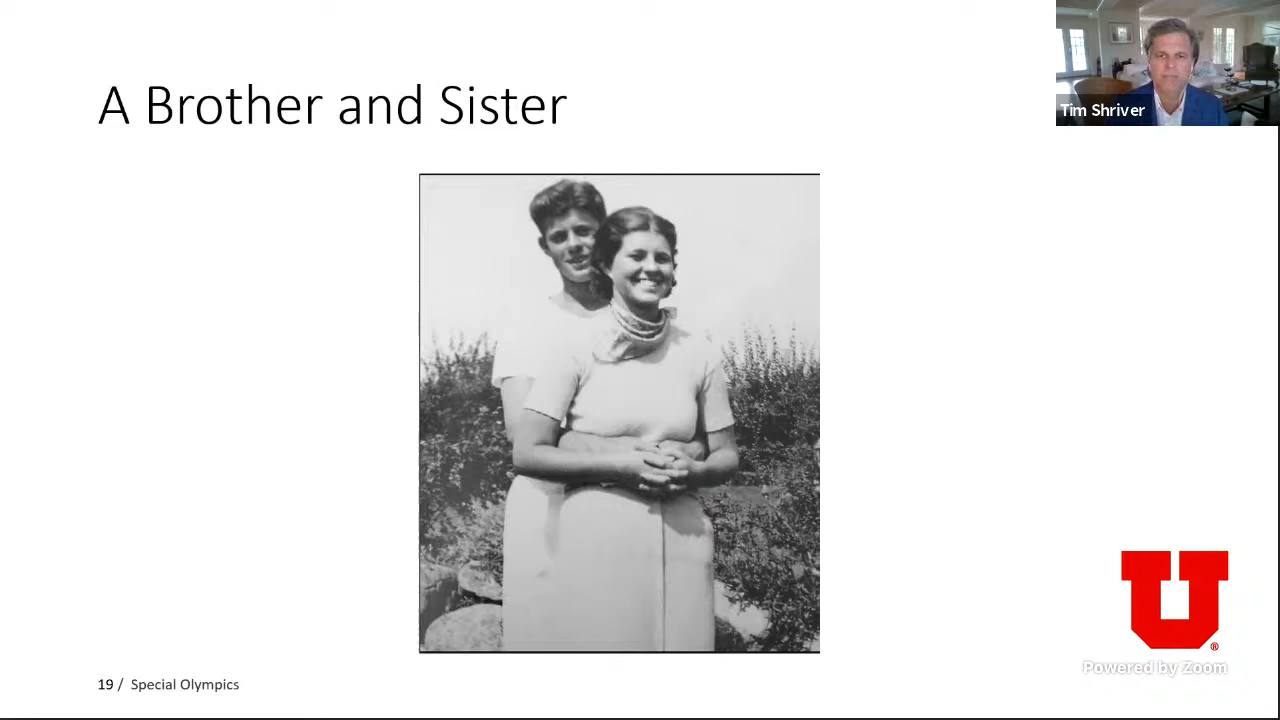 A Brother and Sister
Tim Shriver
U
®
Powered by Zoom
19 / Special Olympics